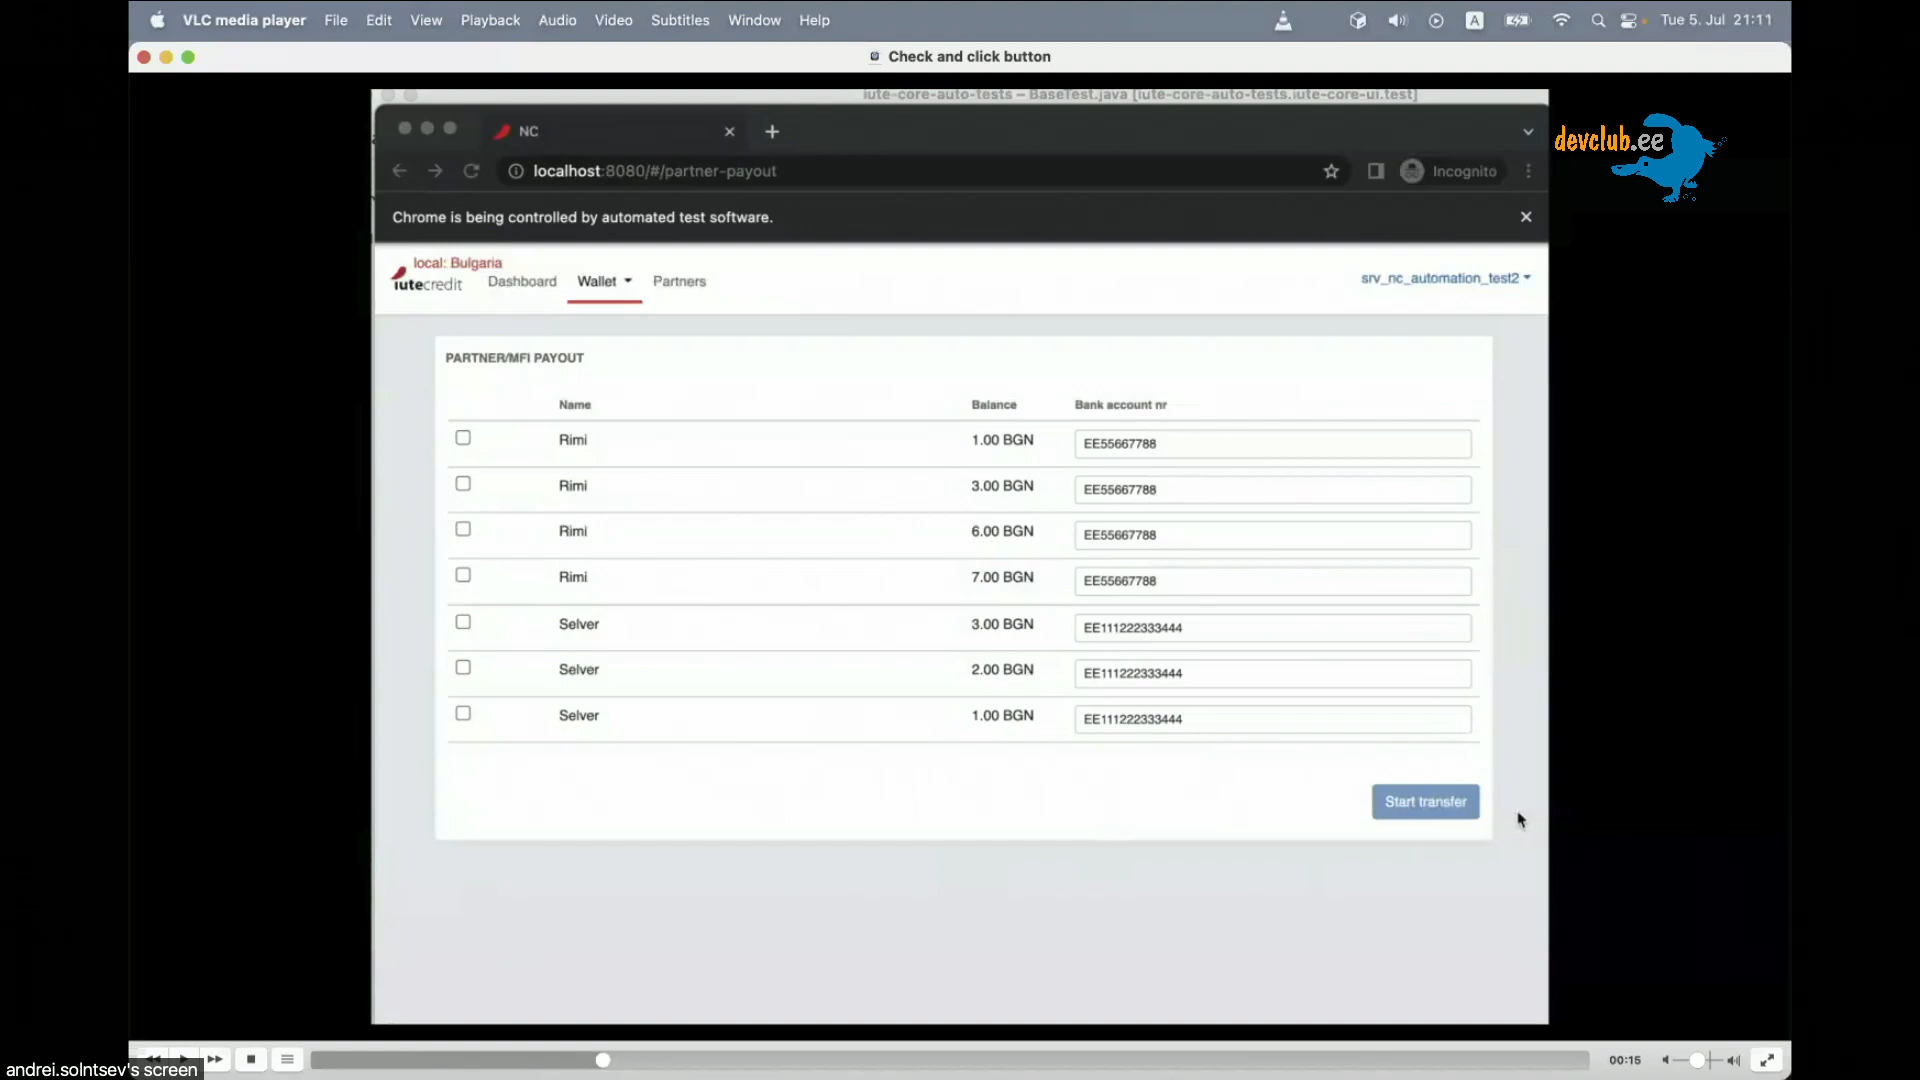 VLC media player File Edit View Playback Audio Video Subtitles Window Help A Tue 5. Jul 21:11
Check and click button
iute-core-auto-tests – BaseTest.java [iute-core-auto-tests.iute-core-ui.test]
devclub.ee
NC
localhost:8080/#/partner-payout
Incognito
Chrome is being controlled by automated test software.
local: Bulgaria
iutecredit Dashboard Wallet Partners srv_nc_automation_test2
PARTNER/MFI PAYOUT
Name Balance Bank account nr
Rimi 1.00 BGN EE55667788
Rimi 3.00 BGN EE55667788
Rimi 6.00 BGN EE55667788
Rimi 7.00 BGN EE55667788
Selver 3.00 BGN EE111222333444
Selver 2.00 BGN EE111222333444
Selver 1.00 BGN EE111222333444
Start transfer
00:15
andrei.solntsev's screen